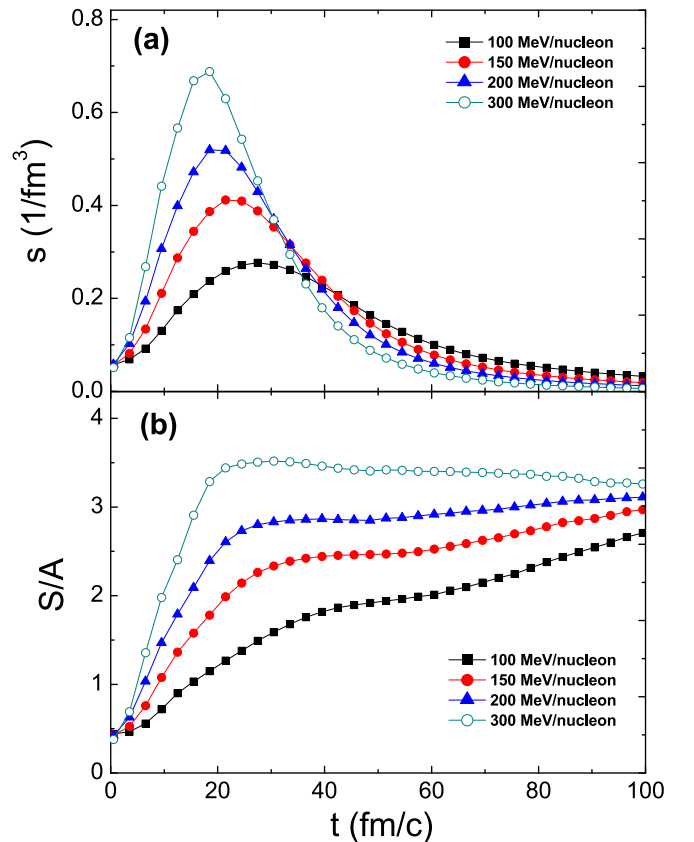 (a)
100 MeV/nucleon
150 MeV/nucleon
200 MeV/nucleon
300 MeV/nucleon
0.8
0.6
0.4
0.2
0.0
s (1/fm³)
(b)
4
3
2
1
0
S/A
100 MeV/nucleon
150 MeV/nucleon
200 MeV/nucleon
300 MeV/nucleon
0 20 40 60 80 100
t (fm/c)